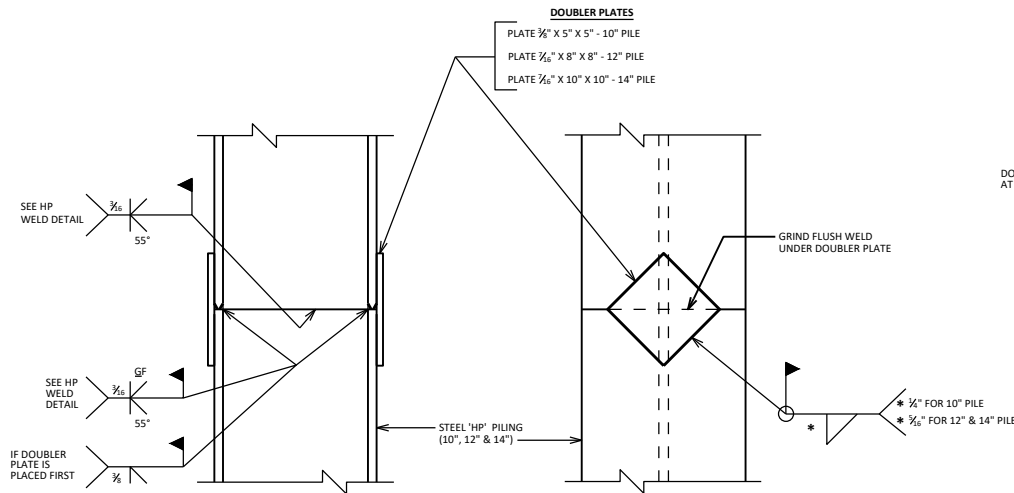 DOUBLER PLATES
PLATE ⅜" X 5" X 5" - 10" PILE
PLATE 7⁄16" X 8" X 8" - 12" PILE
PLATE 7⁄16" X 10" X 10" - 14" PILE
SEE HP
WELD DETAIL
3⁄16
55°
DO
AT
GRIND FLUSH WELD
UNDER DOUBLER PLATE
SEE HP
WELD
DETAIL
GF
3⁄16
55°
IF DOUBLER
PLATE IS
PLACED FIRST
⅜
STEEL 'HP' PILING
(10", 12" & 14")
*
* ¼" FOR 10" PILE
* 5⁄16" FOR 12" & 14" PILE